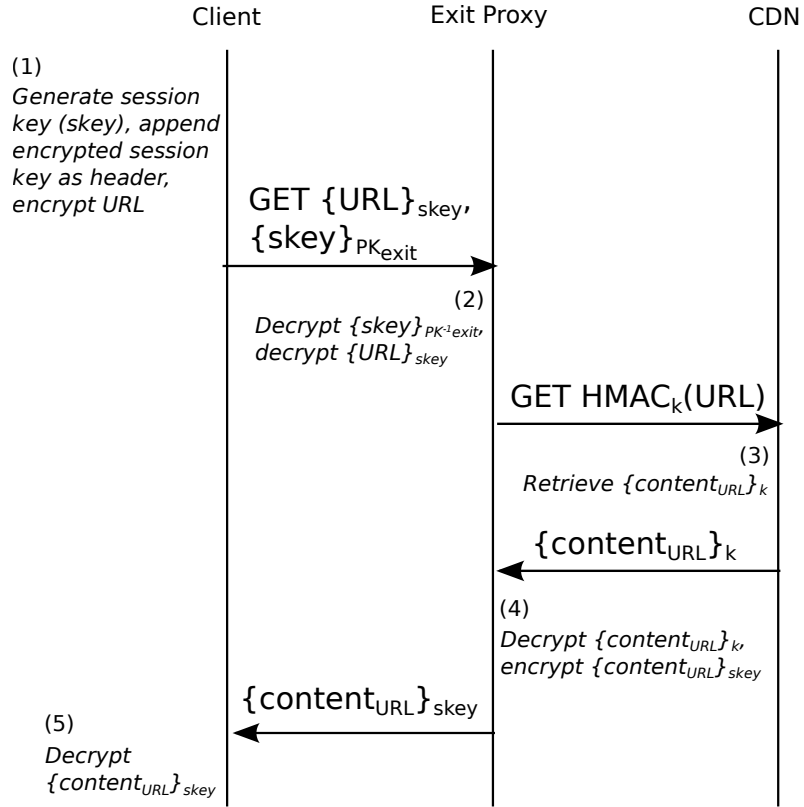 Client Exit Proxy CDN
(1)
Generate session
key (skey), append
encrypted session
key as header,
encrypt URL
GET {URL}skey,
{skey}PKexit
(2)
Decrypt {skey}PK-1exit,
decrypt {URL}skey
GET HMACk(URL)
(3)
Retrieve {contentURL}k
{contentURL}k
(4)
Decrypt {contentURL}k,
encrypt {contentURL}skey
{contentURL}skey
(5)
Decrypt
{contentURL}skey